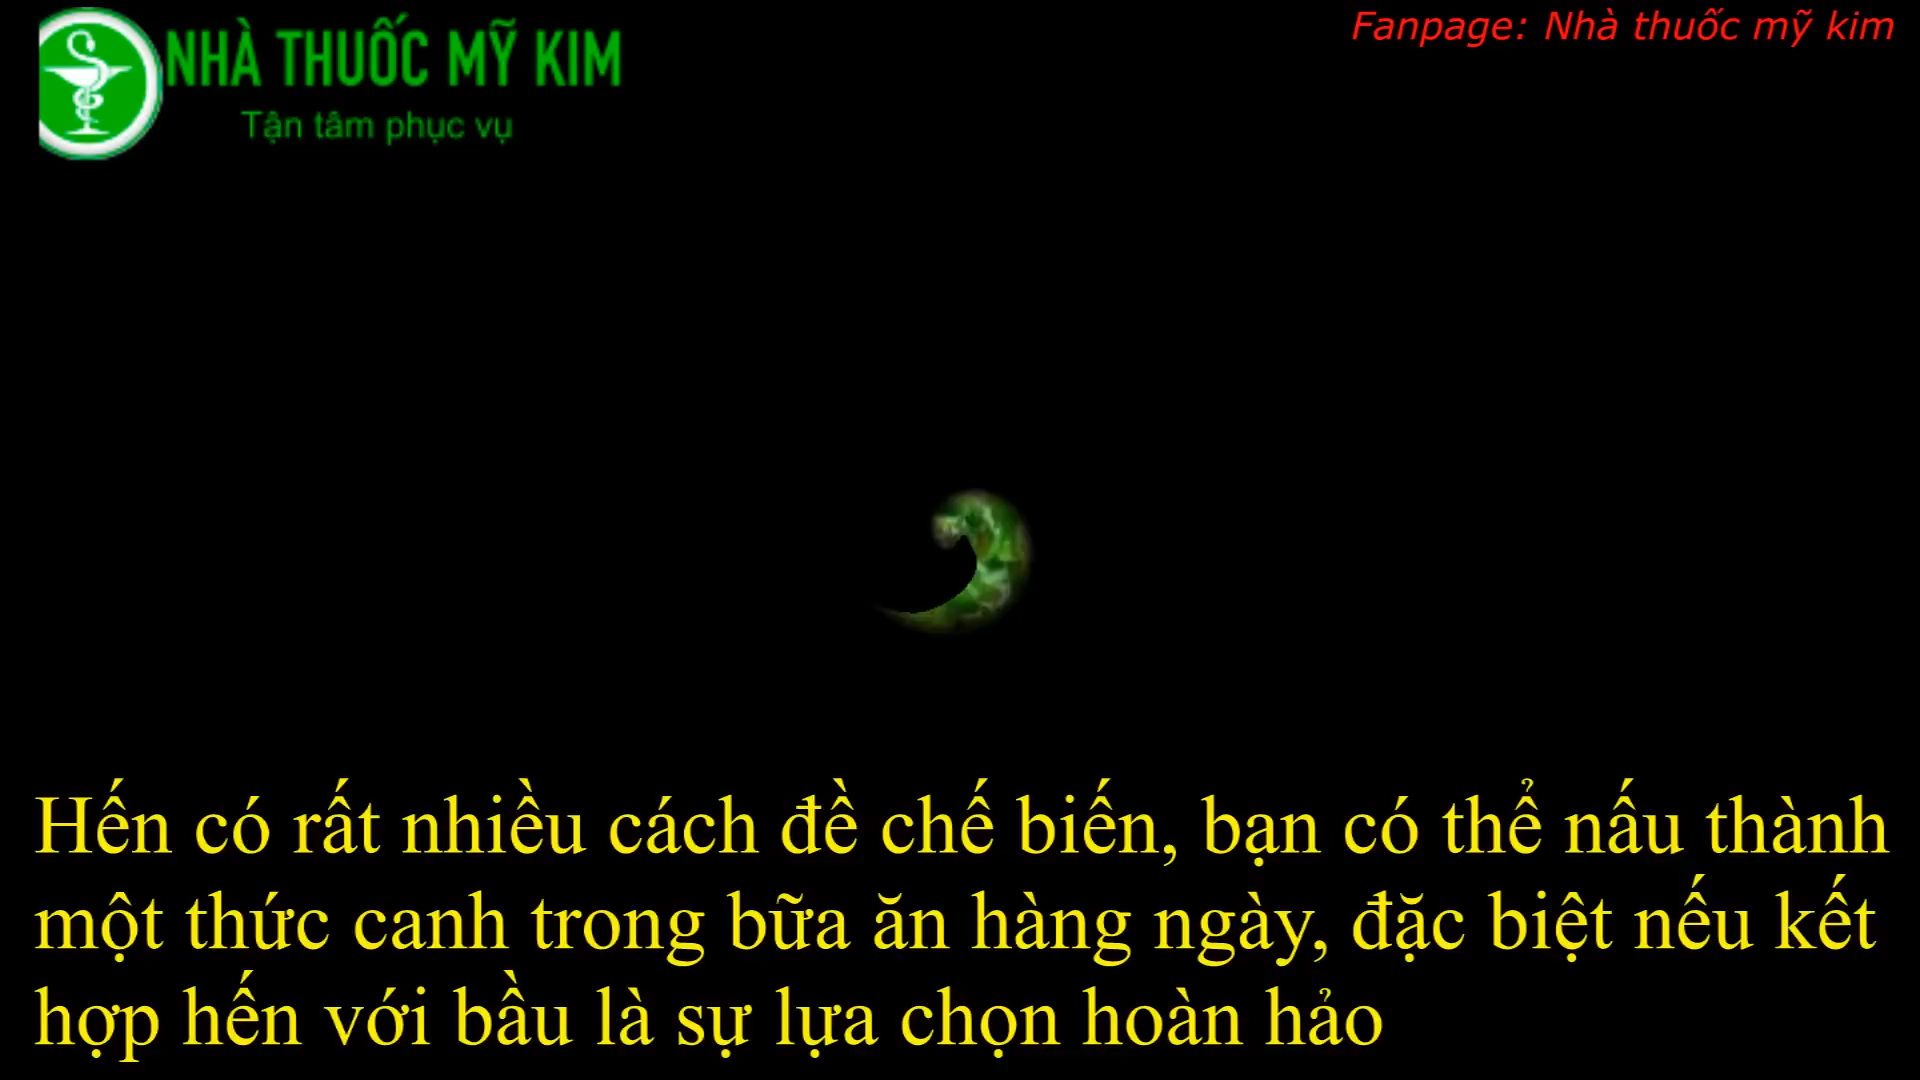 NHÀ THUỐC MỸ KIM
Tận tâm phục vụ
Fanpage: Nhà thuốc mỹ kim
Hến có rất nhiều cách đề chế biến, bạn có thể nấu thành
một thức canh trong bữa ăn hàng ngày, đặc biệt nếu kết
hợp hến với bầu là sự lựa chọn hoàn hảo